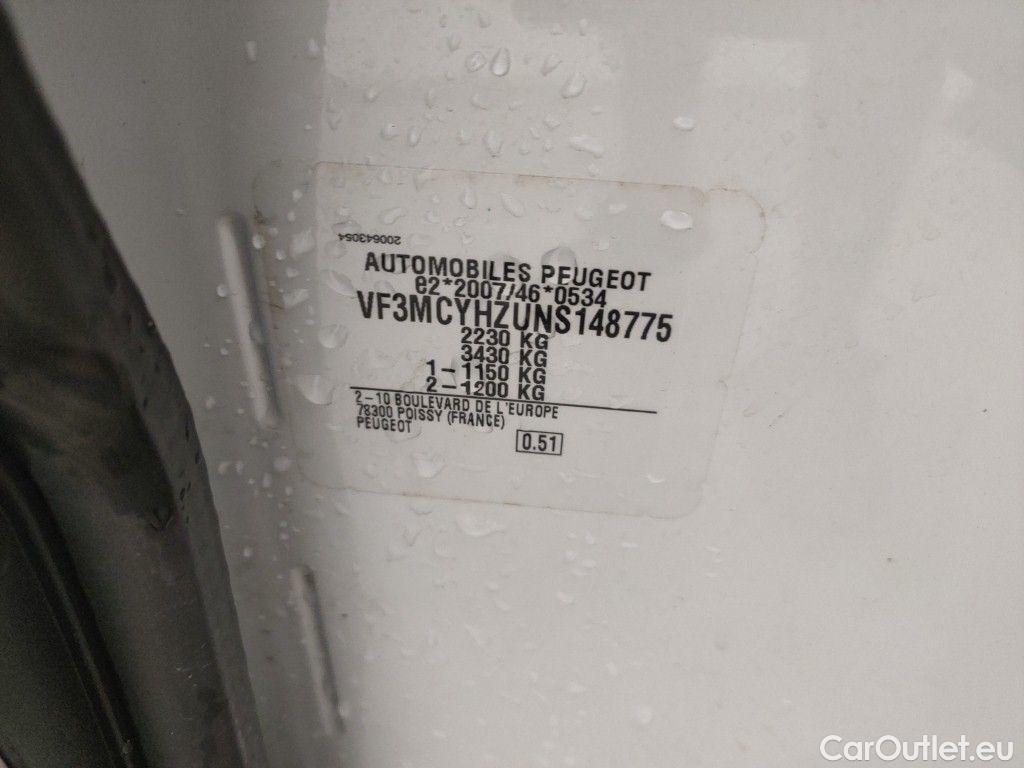 200643054
AUTOMOBILES PEUGEOT
e2*2007/46*0534
VF3MCYHZUNS148775
2230 KG
3430 KG
1-1150 KG
2-1200 KG
2-10 BOULEVARD DE L'EUROPE
78300 POISSY (FRANCE)
PEUGEOT
0.51
CarOutlet.eu